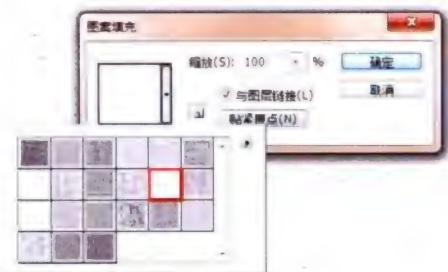 图案填充
缩放(S): 100 %
确定
与图层链接(L)
取消
贴紧原点(N)